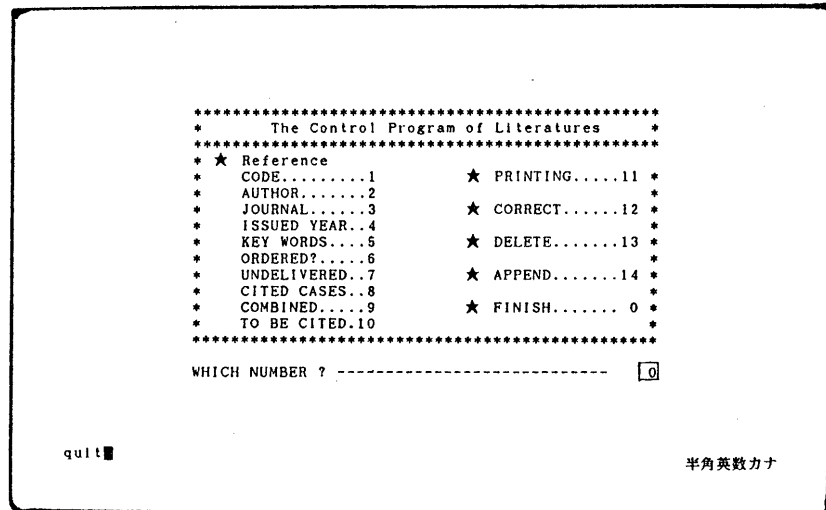 ************************************************
* The Control Program of Literatures *
************************************************
* ★ Reference
* CODE.........1 ★ PRINTING.....11 *
* AUTHOR.......2 *
* JOURNAL......3 ★ CORRECT......12 *
* ISSUED YEAR..4 *
* KEY WORDS....5 ★ DELETE.......13 *
* ORDERED?.....6 *
* UNDELIVERED..7 ★ APPEND.......14 *
* CITED CASES..8 *
* COMBINED.....9 ★ FINISH....... 0 *
* TO BE CITED.10 *
************************************************
WHICH NUMBER ? ---------------------------- 0
quit
半角英数カナ